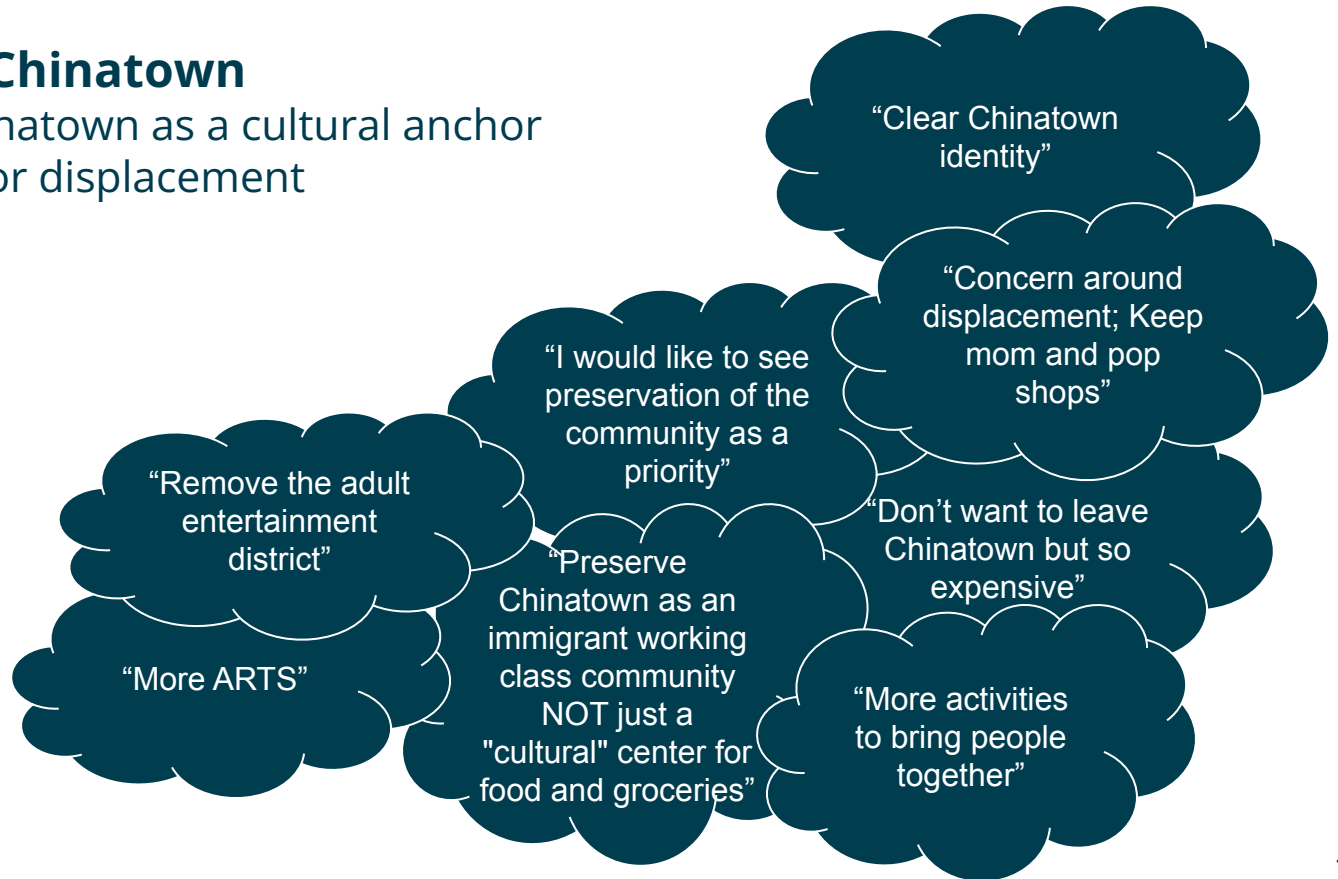 Chinatown
natown as a cultural anchor
or displacement
“Clear Chinatown
identity”
“Concern around
displacement; Keep
mom and pop
shops”
“I would like to see
preservation of the
community as a
priority”
“Remove the adult
entertainment
district”
“Don’t want to leave
Chinatown but so
expensive”
“Preserve
Chinatown as an
immigrant working
class community
NOT just a
"cultural" center for
food and groceries”
“More ARTS”
“More activities
to bring people
together”